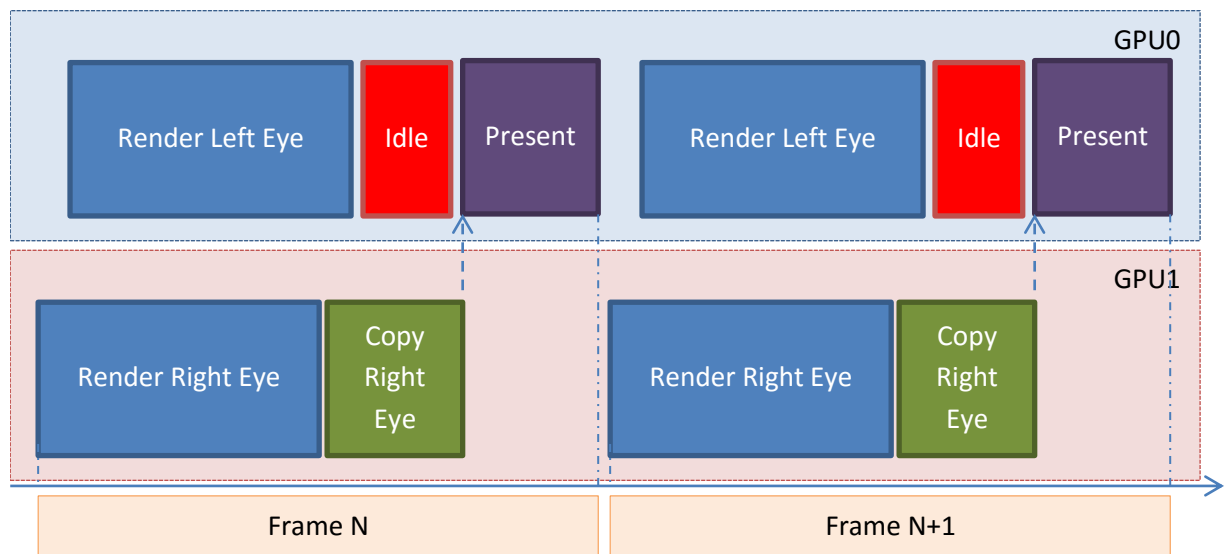 GPU0
Render Left Eye
Idle
Present
Render Left Eye
Idle
Present
GPU1
Render Right Eye
Copy
Right
Eye
Render Right Eye
Copy
Right
Eye
Frame N
Frame N+1